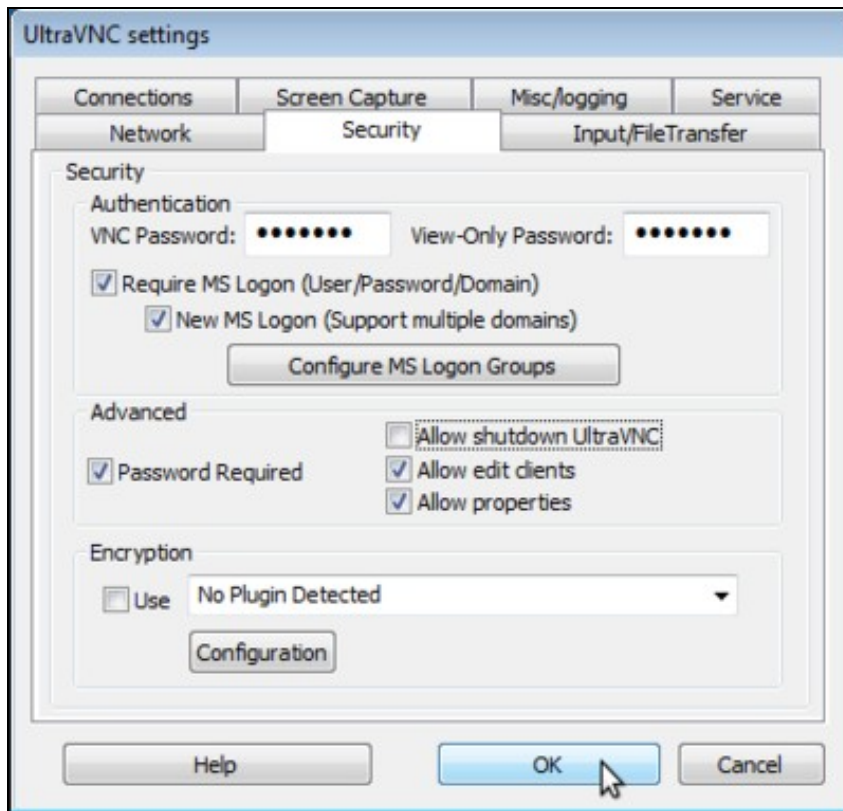 UltraVNC settings
Connections Screen Capture Misc/logging Service
Network Security Input/FileTransfer
Security
Authentication
VNC Password: ••••••• View-Only Password: •••••••
Require MS Logon (User/Password/Domain)
New MS Logon (Support multiple domains)
Configure MS Logon Groups
Advanced
Allow shutdown UltraVNC
Password Required Allow edit clients
Allow properties
Encryption
Use No Plugin Detected
Configuration
Help OK Cancel